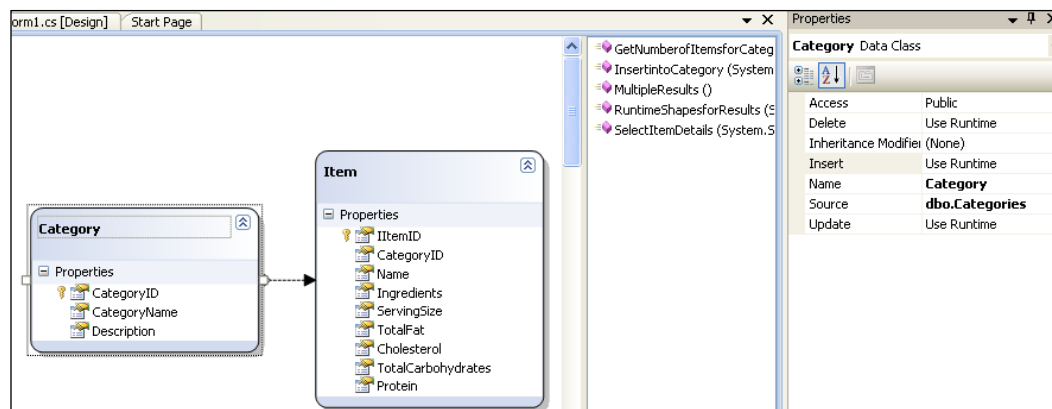 orm1.cs [Design] Start Page
Category
Properties
CategoryID
CategoryName
Description
Item
Properties
IItemID
CategoryID
Name
Ingredients
ServingSize
TotalFat
Cholesterol
TotalCarbohydrates
Protein
GetNumberofItemsforCateg
InsertintoCategory (System
MultipleResults ()
RuntimeShapesforResults (S
SelectItemDetails (System.S
Properties
Category Data Class
Access Public
Delete Use Runtime
Inheritance Modifier (None)
Insert Use Runtime
Name Category
Source dbo.Categories
Update Use Runtime